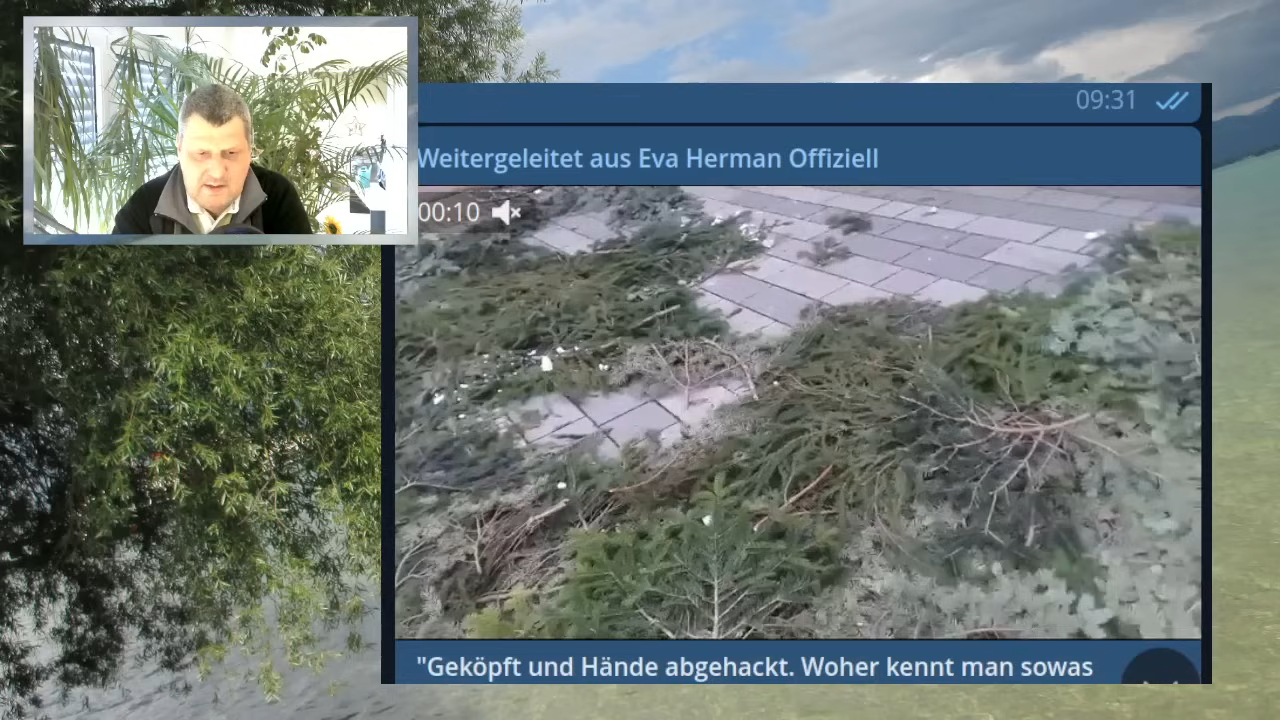 09:31
Weitergeleitet aus Eva Herman Offiziell
00:10
"Geköpft und Hände abgehackt. Woher kennt man sowas